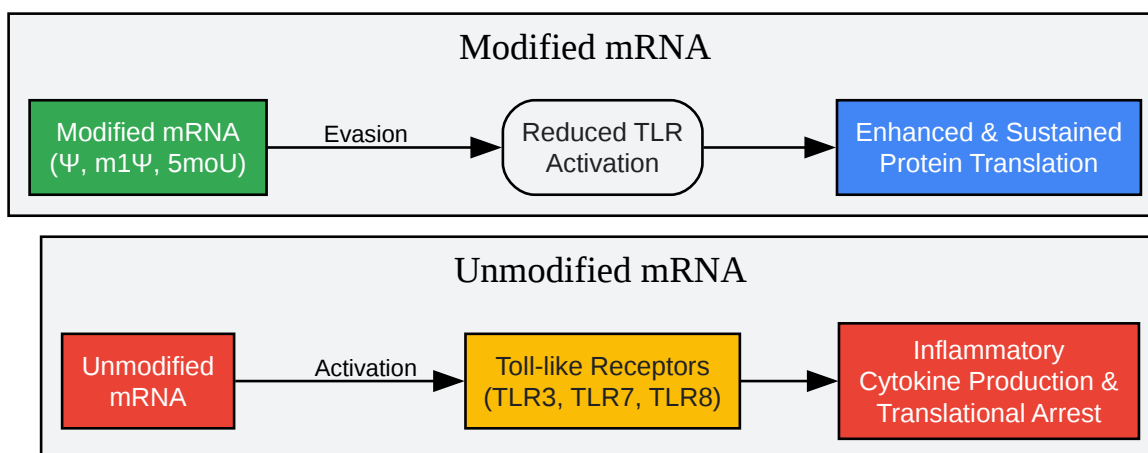 Modified mRNA
Modified mRNA
(Ψ, m1Ψ, 5moU)
Evasion
Reduced TLR
Activation
Enhanced & Sustained
Protein Translation
Unmodified mRNA
Unmodified
mRNA
Activation
Toll-like Receptors
(TLR3, TLR7, TLR8)
Inflammatory
Cytokine Production &
Translational Arrest